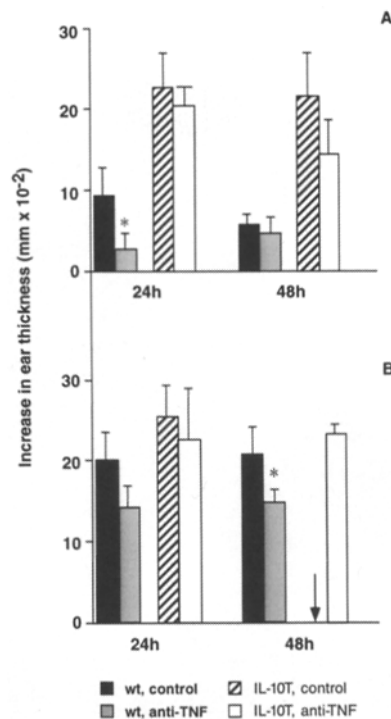 A
30
20
10
0
*
24h
48h
Increase in ear thickness (mm x 10⁻²)
B
30
20
10
0
*
24h
48h
wt, control
IL-10T, control
wt, anti-TNF
IL-10T, anti-TNF